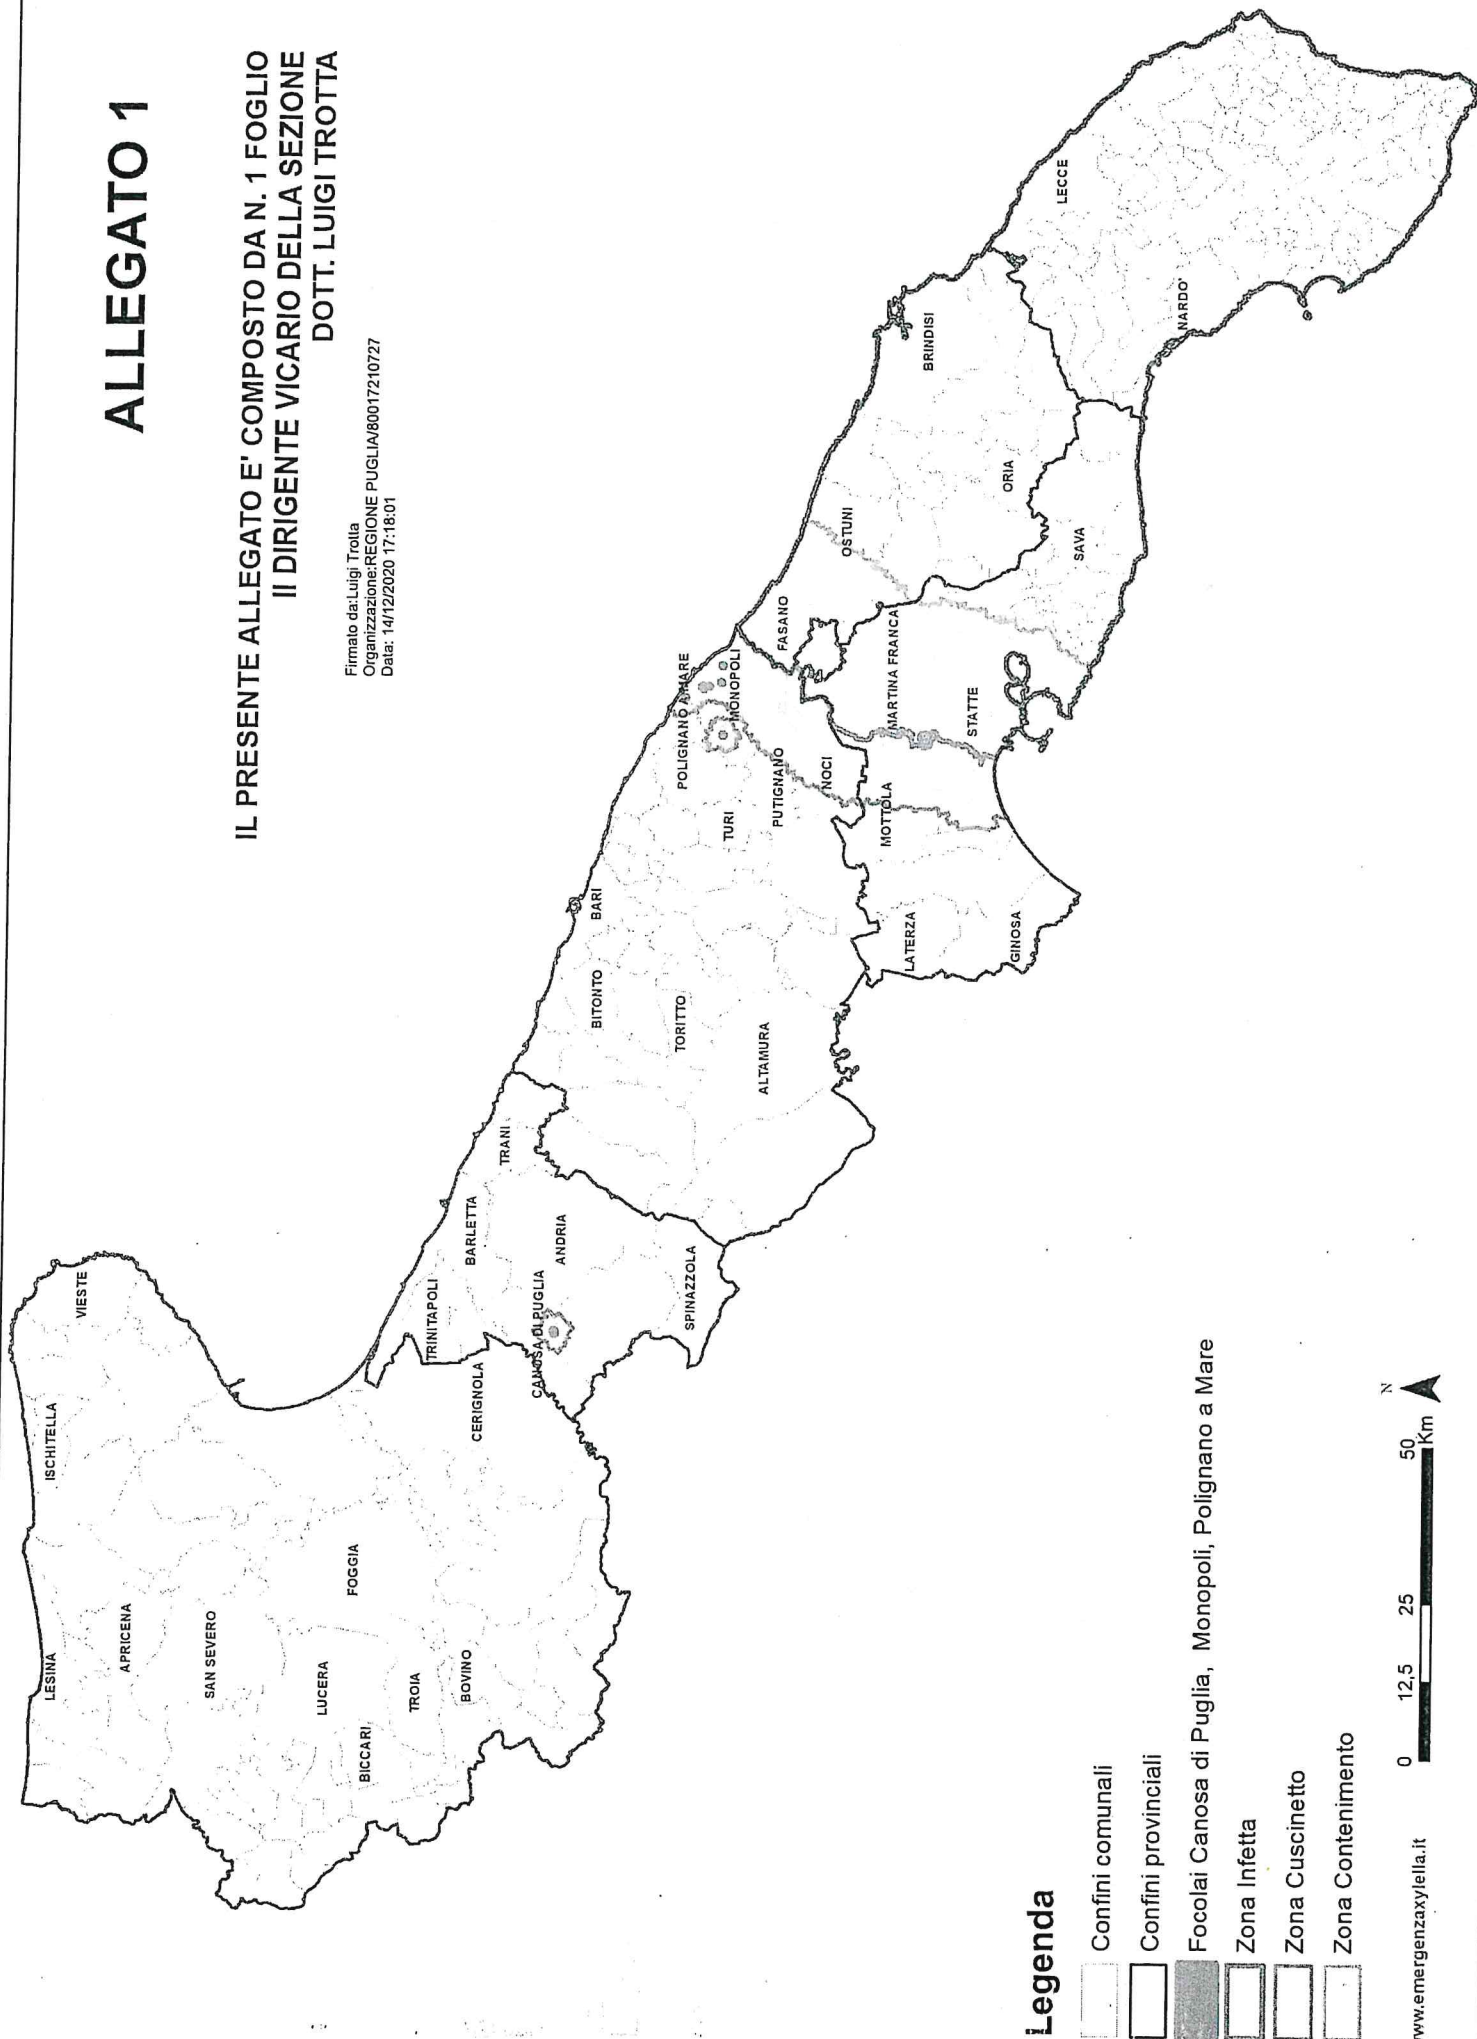 ALLEGATO 1
IL PRESENTE ALLEGATO E' COMPOSTO DA N. 1 FOGLIO
Il DIRIGENTE VICARIO DELLA SEZIONE
DOTT. LUIGI TROTTA
Firmato da:Luigi Trotta
Organizzazione:REGIONE PUGLIA/80017210727
Data: 14/12/2020 17:18:01
LESINA
ISCHITELLA
VIESTE
APRICENA
SAN SEVERO
LUCERA
FOGGIA
BICCARI
TROIA
BOVINO
CERIGNOLA
TRINITAPOLI
BARLETTA
TRANI
CANOSA DI PUGLIA
ANDRIA
SPINAZZOLA
BITONTO
BARI
TORITTO
ALTAMURA
TURI
POLIGNANO A MARE
MONOPOLI
PUTIGNANO
NOCI
FASANO
OSTUNI
MARTINA FRANCA
MOTTOLA
LATERZA
GINOSA
STATTE
BRINDISI
ORIA
SAVA
LECCE
NARDO'
Legenda
Confini comunali
Confini provinciali
Focolai Canosa di Puglia, Monopoli, Polignano a Mare
Zona Infetta
Zona Cuscinetto
Zona Contenimento
N
0 12,5 25 50
Km
www.emergenzaxylella.it